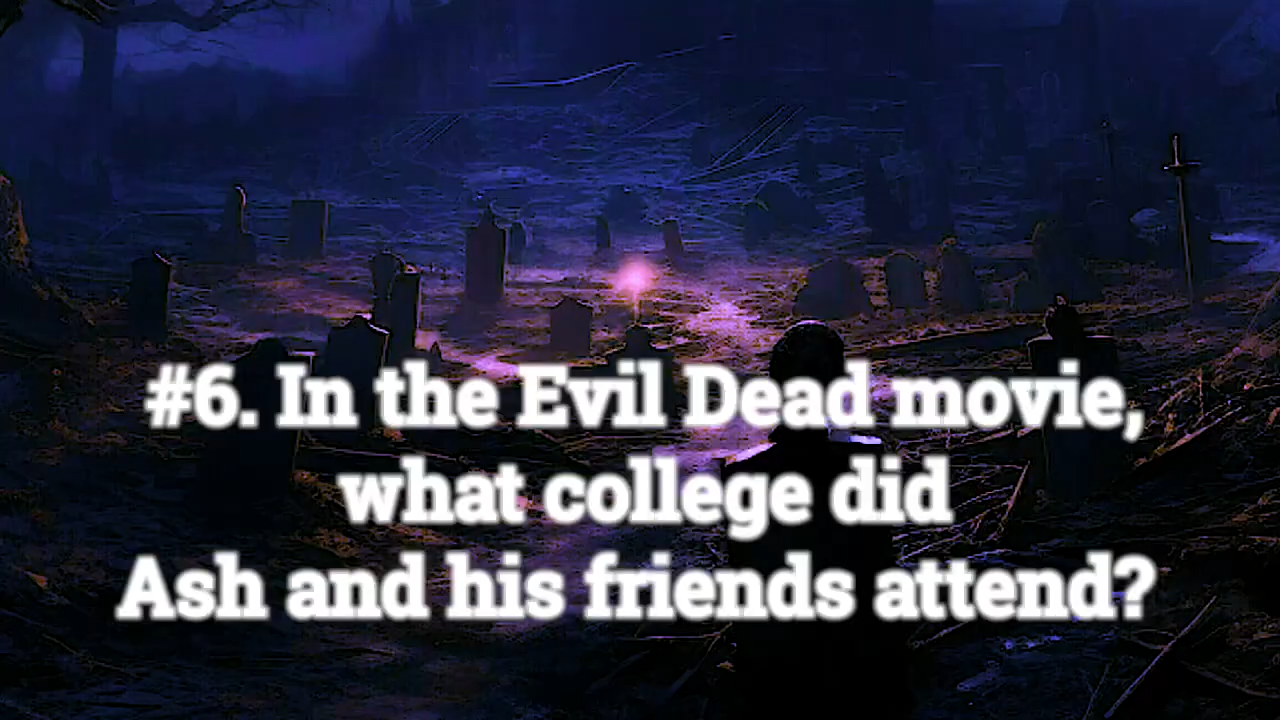 #6. In the Evil Dead movie,
what college did
Ash and his friends attend?